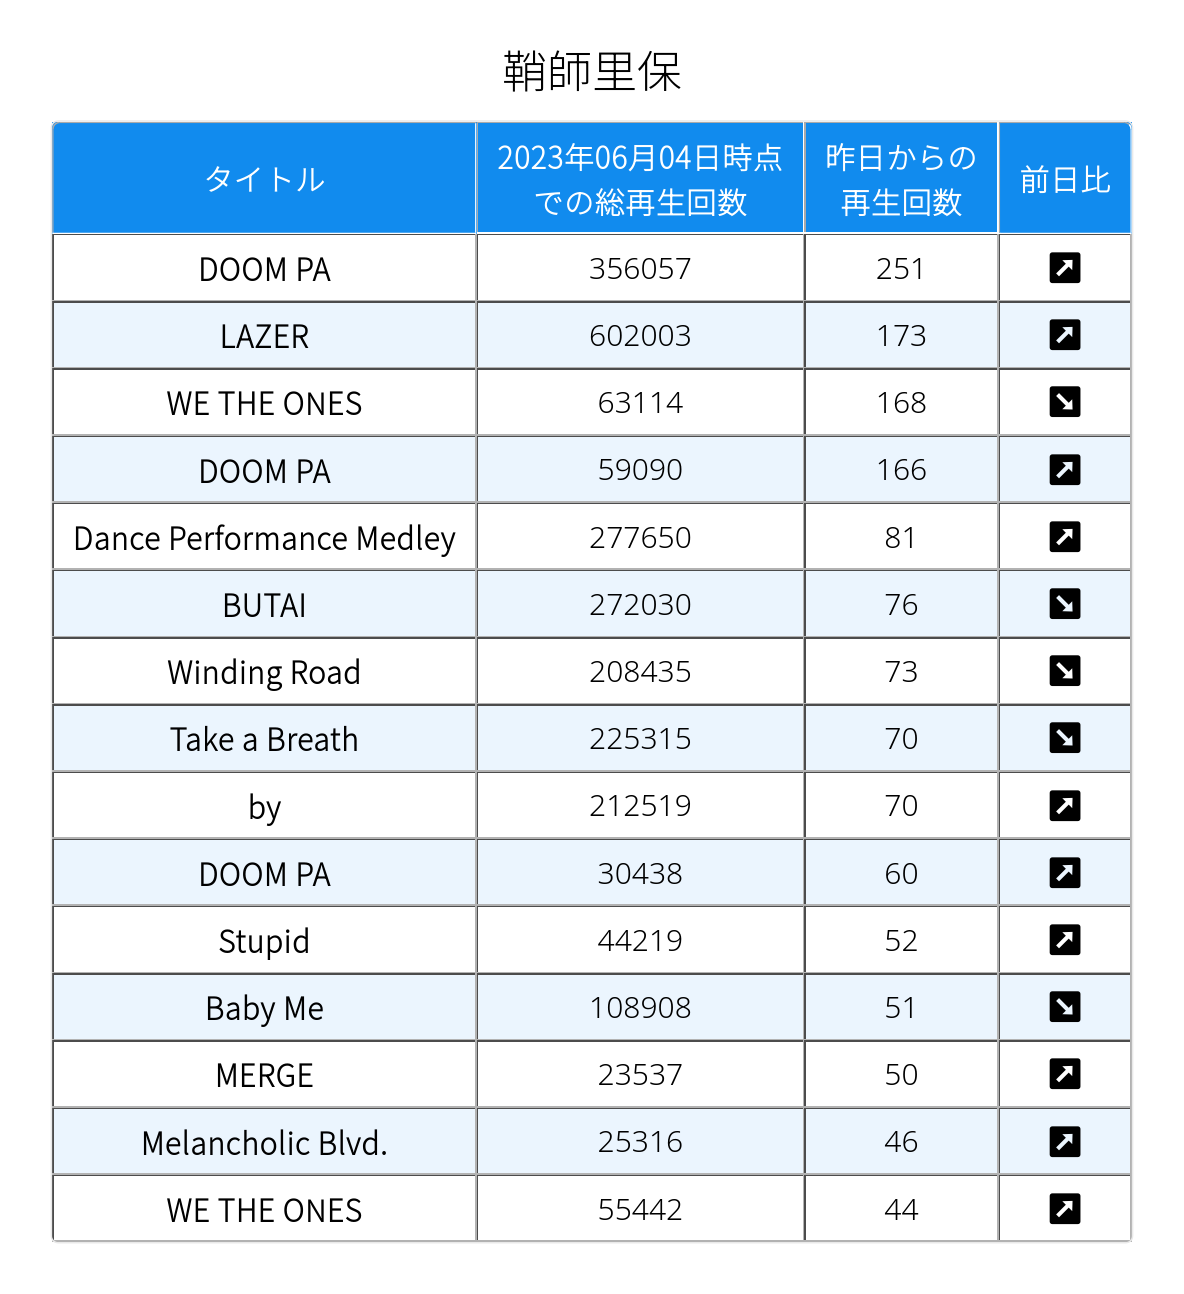 鞘師里保
タイトル
2023年06月04日時点
での総再生回数
昨日からの
再生回数
前日比
DOOM PA 356057 251
LAZER 602003 173
WE THE ONES 63114 168
DOOM PA 59090 166
Dance Performance Medley 277650 81
BUTAI 272030 76
Winding Road 208435 73
Take a Breath 225315 70
by 212519 70
DOOM PA 30438 60
Stupid 44219 52
Baby Me 108908 51
MERGE 23537 50
Melancholic Blvd. 25316 46
WE THE ONES 55442 44